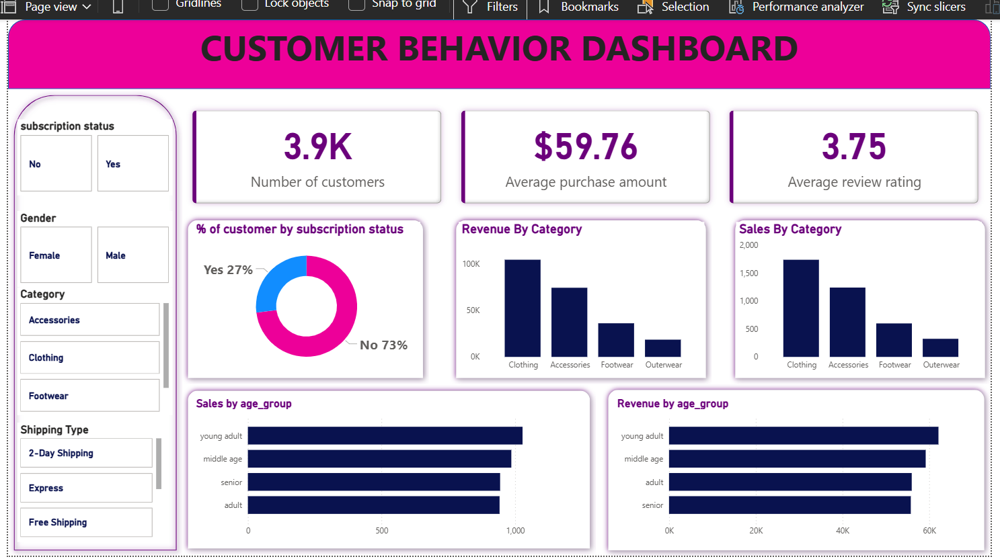 Page view
Gridlines
Lock objects
Snap to grid
Filters
Bookmarks
Selection
Performance analyzer
Sync slicers
CUSTOMER BEHAVIOR DASHBOARD
subscription status
No
Yes
Gender
Female
Male
Category
Accessories
Clothing
Footwear
Shipping Type
2-Day Shipping
Express
Free Shipping
3.9K
Number of customers
$59.76
Average purchase amount
3.75
Average review rating
% of customer by subscription status
Yes 27%
No 73%
Revenue By Category
100K
50K
0K
Clothing
Accessories
Footwear
Outerwear
Sales By Category
2,000
1,500
1,000
500
0
Clothing
Accessories
Footwear
Outerwear
Sales by age_group
young adult
middle age
senior
adult
0
500
1,000
Revenue by age_group
young adult
middle age
adult
senior
0K
20K
40K
60K